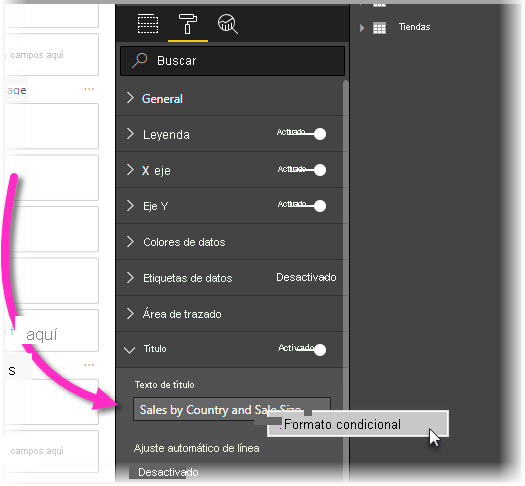 campos aquí
age ...
aquí
s ...
campos aquí
Buscar
General
Leyenda Activado
X eje Activado
Eje Y Activado
Colores de datos
Etiquetas de datos Desactivado
Área de trazado
Título Activado
Texto de título
Sales by Country and Sale Size
Formato condicional
Ajuste automático de línea
Desactivado
Tiendas